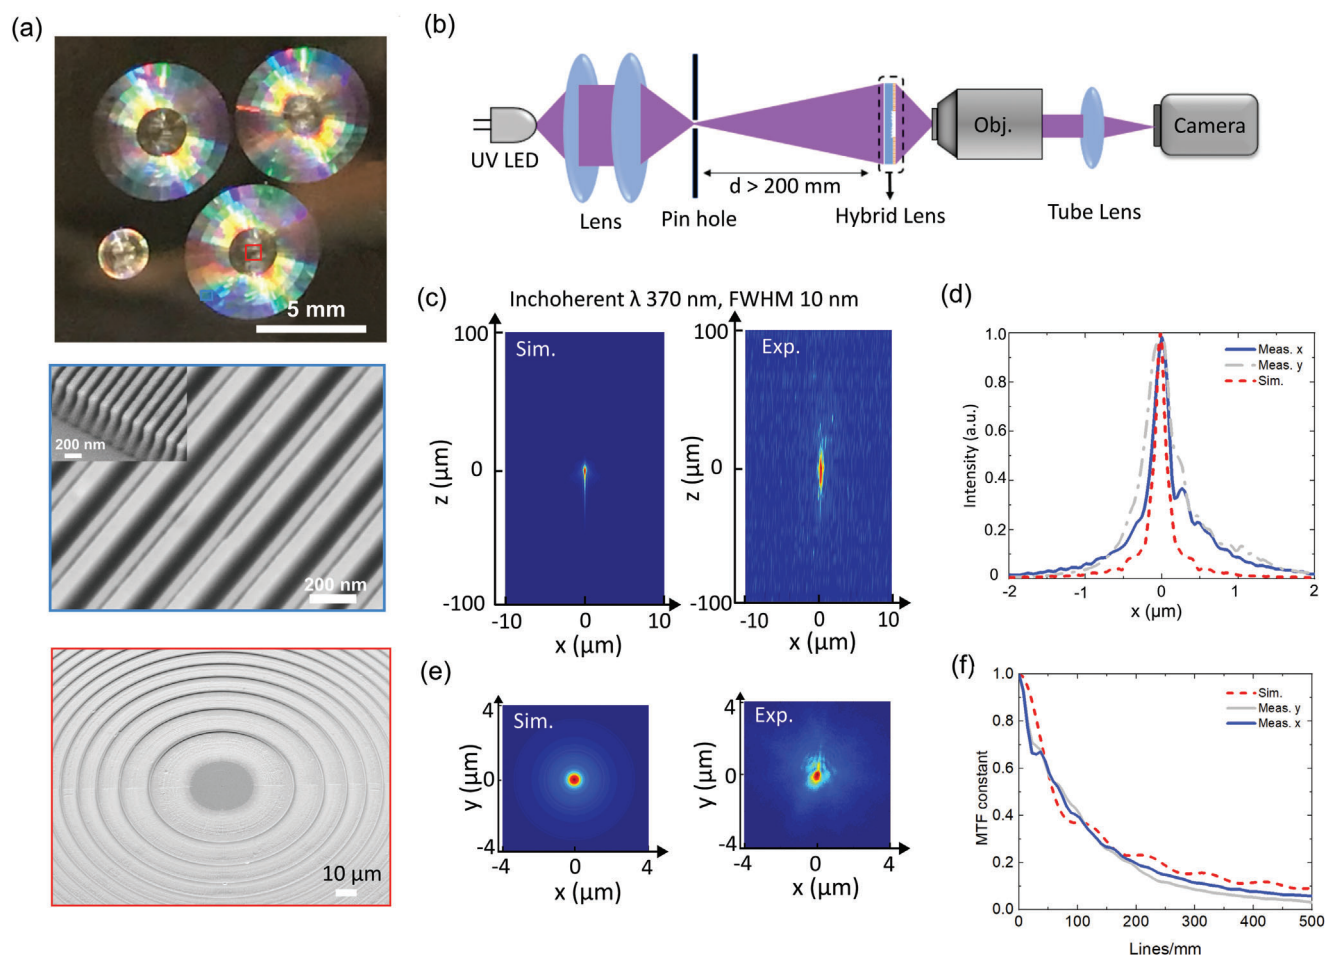 (a)
5 mm
200 nm
200 nm
10 µm
(b)
UV LED
Lens
Pin hole
d > 200 mm
Hybrid Lens
Obj.
Tube Lens
Camera
(c)
Inchoherent λ 370 nm, FWHM 10 nm
Sim.
100
0
-100
z (µm)
-10 0 10
x (µm)
Exp.
100
0
-100
z (µm)
-10 0 10
x (µm)
(d)
Meas. x
Meas. y
Sim.
1.0
0.8
0.6
0.4
0.2
0
Intensity (a.u.)
-2 -1 0 1 2
x (µm)
(e)
Sim.
4
0
-4
y (µm)
-4 0 4
x (µm)
Exp.
4
0
-4
y (µm)
-4 0 4
x (µm)
(f)
Sim.
Meas. y
Meas. x
1.0
0.8
0.6
0.4
0.2
0.0
MTF constant
0 100 200 300 400 500
Lines/mm